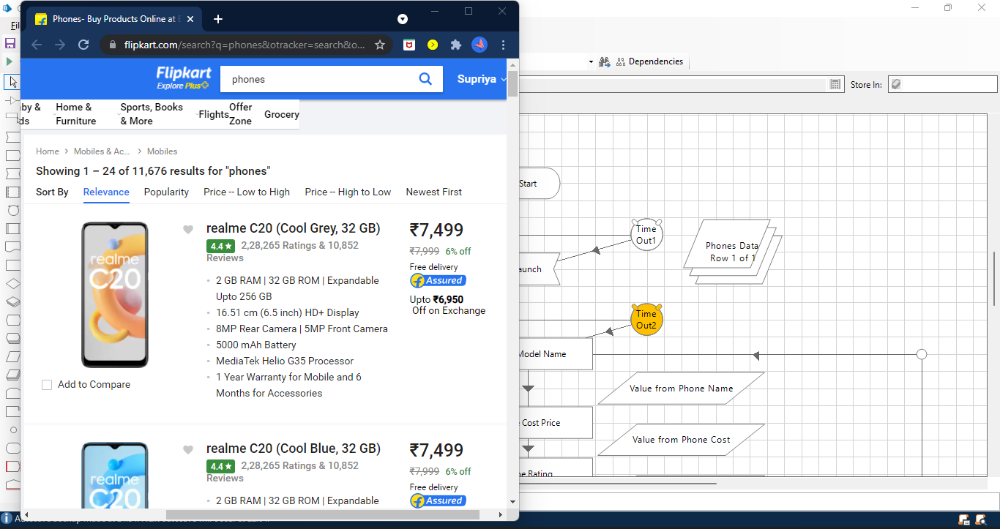 Phones- Buy Products Online at
Fil
flipkart.com/search?q=phones&otracker=search&o...
Dependencies
Flipkart
Explore Plus
phones
Supriya
Store In:
by & Home & Sports, Books Flights Offer Grocery
ds Furniture & More Zone
Home > Mobiles & Ac... > Mobiles
Showing 1 – 24 of 11,676 results for "phones"
Sort By Relevance Popularity Price -- Low to High Price -- High to Low Newest First
realme C20 (Cool Grey, 32 GB)
4.4 ★ 2,28,265 Ratings & 10,852
Reviews
2 GB RAM | 32 GB ROM | Expandable
Upto 256 GB
16.51 cm (6.5 inch) HD+ Display
8MP Rear Camera | 5MP Front Camera
5000 mAh Battery
MediaTek Helio G35 Processor
1 Year Warranty for Mobile and 6
Months for Accessories
₹7,499
₹7,999 6% off
Free delivery
Assured
Upto ₹6,950
Off on Exchange
realme
C20
Add to Compare
realme C20 (Cool Blue, 32 GB)
4.4 ★ 2,28,265 Ratings & 10,852
Reviews
2 GB RAM | 32 GB ROM | Expandable
₹7,499
₹7,999 6% off
Free delivery
Assured
realme
C20
Start
Time
Out1
aunch
Phones Data
Row 1 of 1
Time
Out2
Model Name
Value from Phone Name
Cost Price
Value from Phone Cost
ne Rating